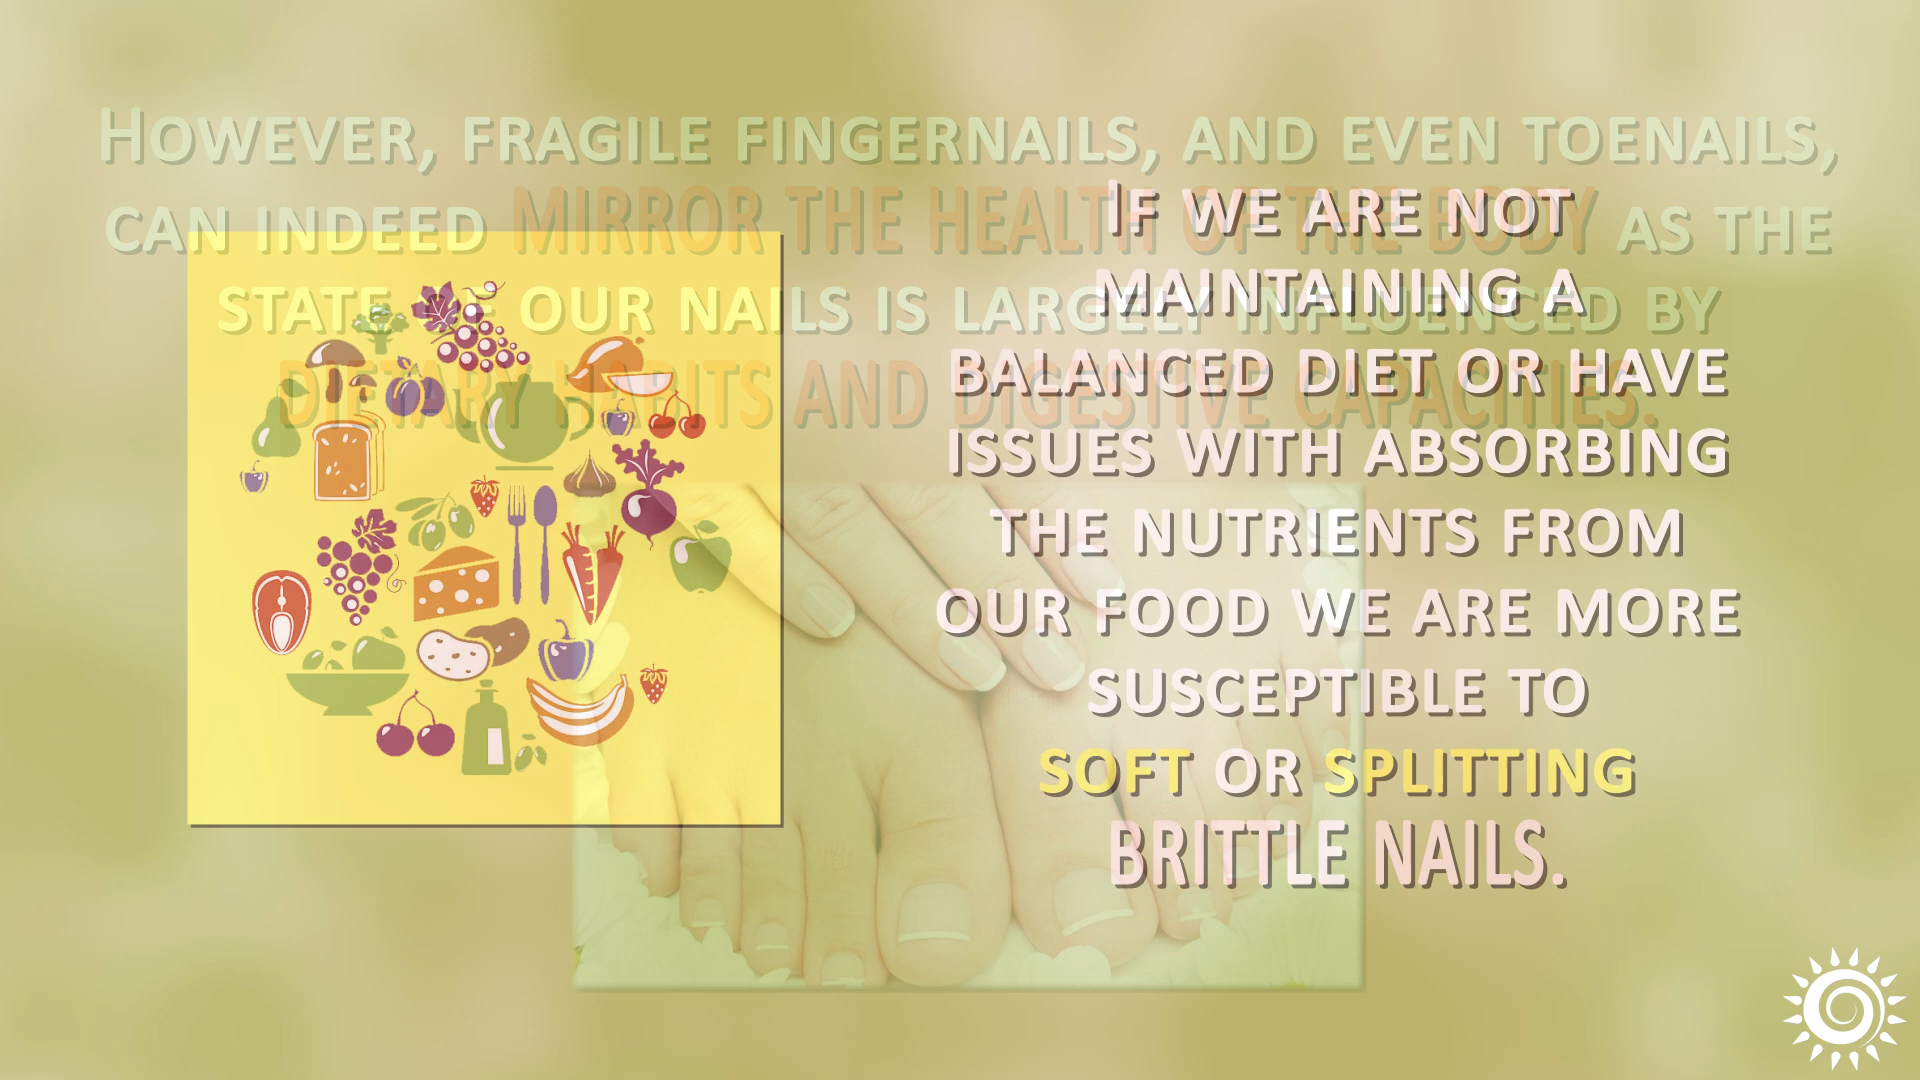 However, fragile fingernails, and even toenails,
can indeed mirror the health of the body as the
state of our nails is largely influenced by
dietary habits and digestive capacities.
If we are not
maintaining a
balanced diet or have
issues with absorbing
the nutrients from
our food we are more
susceptible to
soft or splitting
brittle nails.